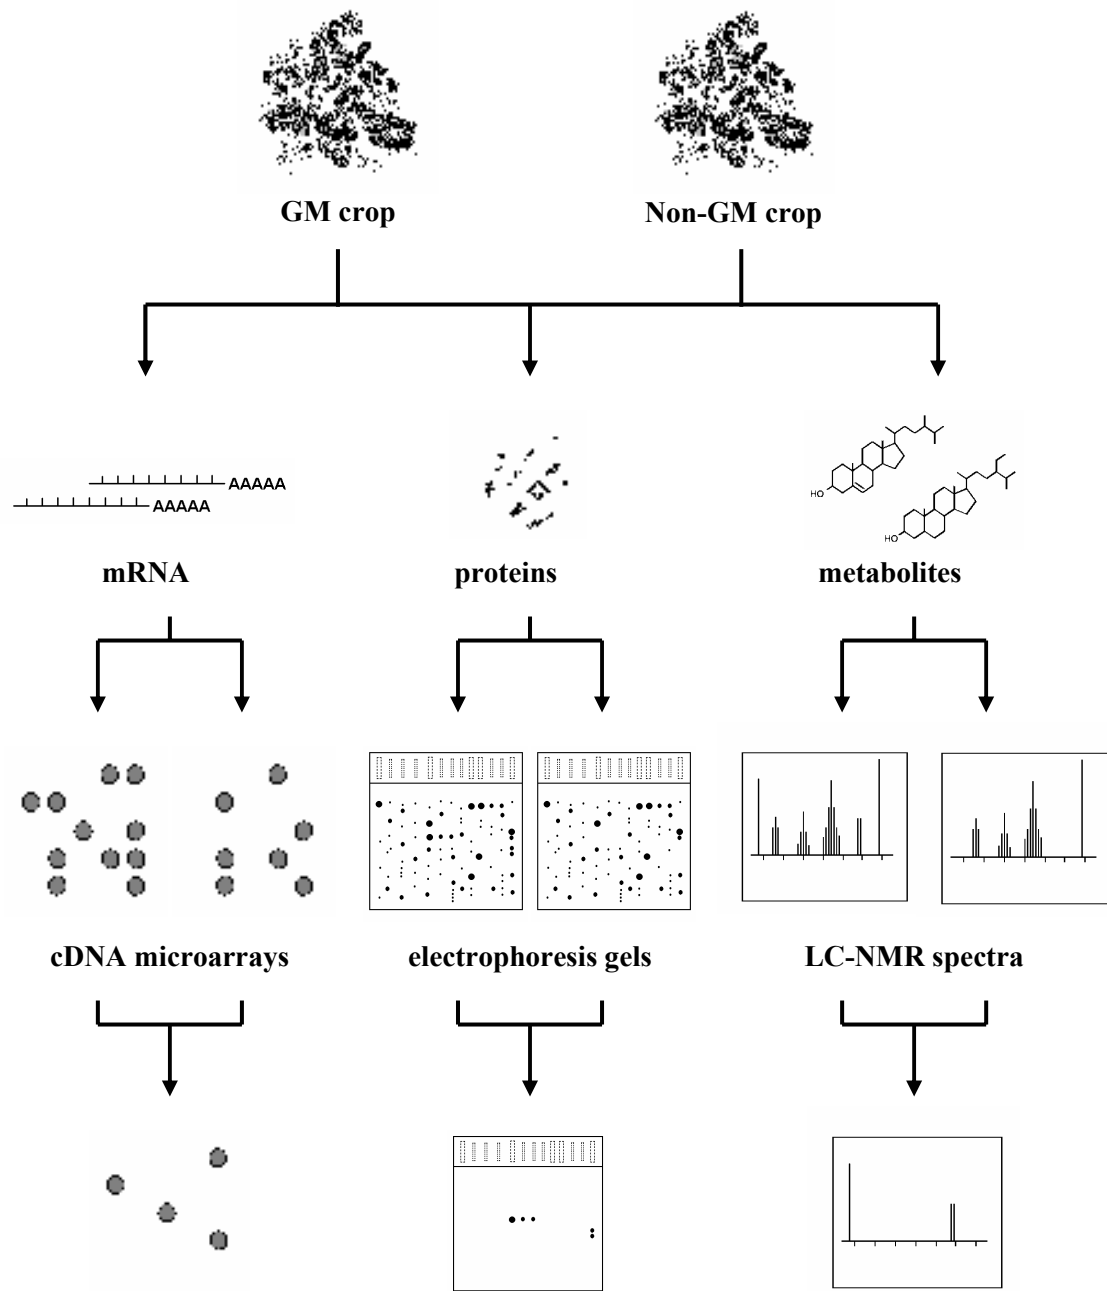 GM crop
Non-GM crop
AAAAA
AAAAA
HO
HO
mRNA
proteins
metabolites
cDNA microarrays
electrophoresis gels
LC-NMR spectra